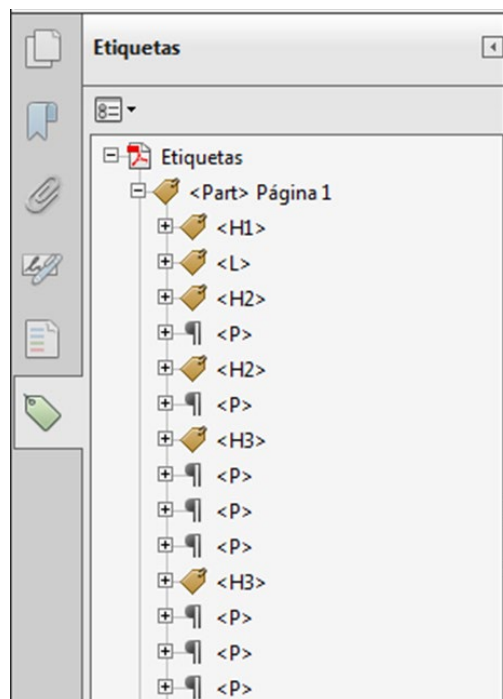 Etiquetas
Etiquetas
<Part> Página 1
<H1>
<L>
<H2>
<P>
<H2>
<P>
<H3>
<P>
<P>
<P>
<H3>
<P>
<P>
<P>